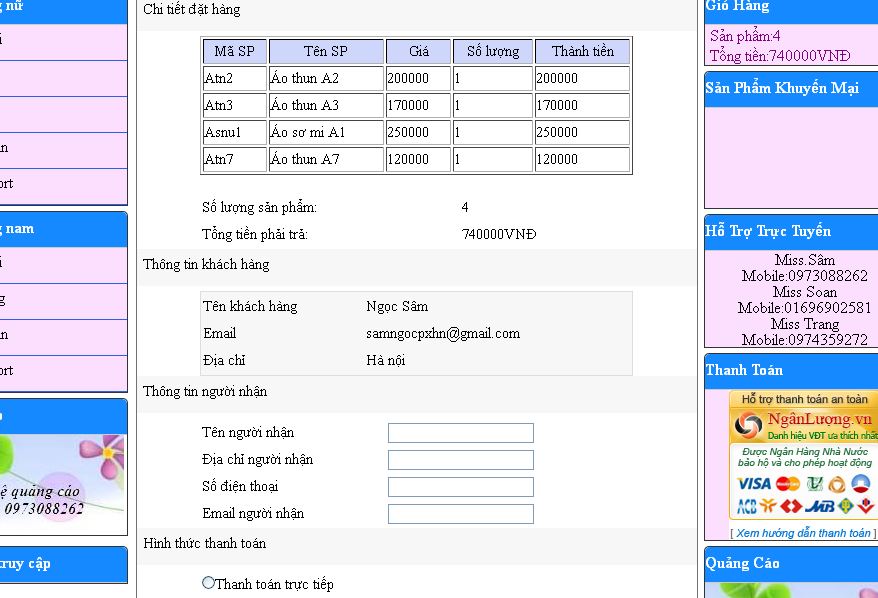 nữ
i
n
ort
nam
i
g
n
ort
ệ quảng cáo
0973088262
truy cập
Chi tiết đặt hàng
Mã SP Tên SP Giá Số lượng Thành tiền
Atn2 Áo thun A2 200000 1 200000
Atn3 Áo thun A3 170000 1 170000
Asnu1 Áo sơ mi A1 250000 1 250000
Atn7 Áo thun A7 120000 1 120000
Số lượng sản phẩm: 4
Tổng tiền phải trả: 740000VNĐ
Thông tin khách hàng
Tên khách hàng Ngọc Sâm
Email samngocpxhn@gmail.com
Địa chỉ Hà nội
Thông tin người nhận
Tên người nhận
Địa chỉ người nhận
Số điện thoại
Email người nhận
Hình thức thanh toán
Thanh toán trực tiếp
Giỏ Hàng
Sản phẩm:4
Tổng tiền:740000VNĐ
Sản Phẩm Khuyến Mại
Hỗ Trợ Trực Tuyến
Miss.Sâm
Mobile:0973088262
Miss Soan
Mobile:01696902581
Miss Trang
Mobile:0974359272
Thanh Toán
Hỗ trợ thanh toán an toàn
NgânLượng.vn
Danh hiệu VĐT ưa thích nhất
Được Ngân Hàng Nhà Nước
bảo hộ và cho phép hoạt động
VISA
ACB MB
[ Xem hướng dẫn thanh toán ]
Quảng Cáo